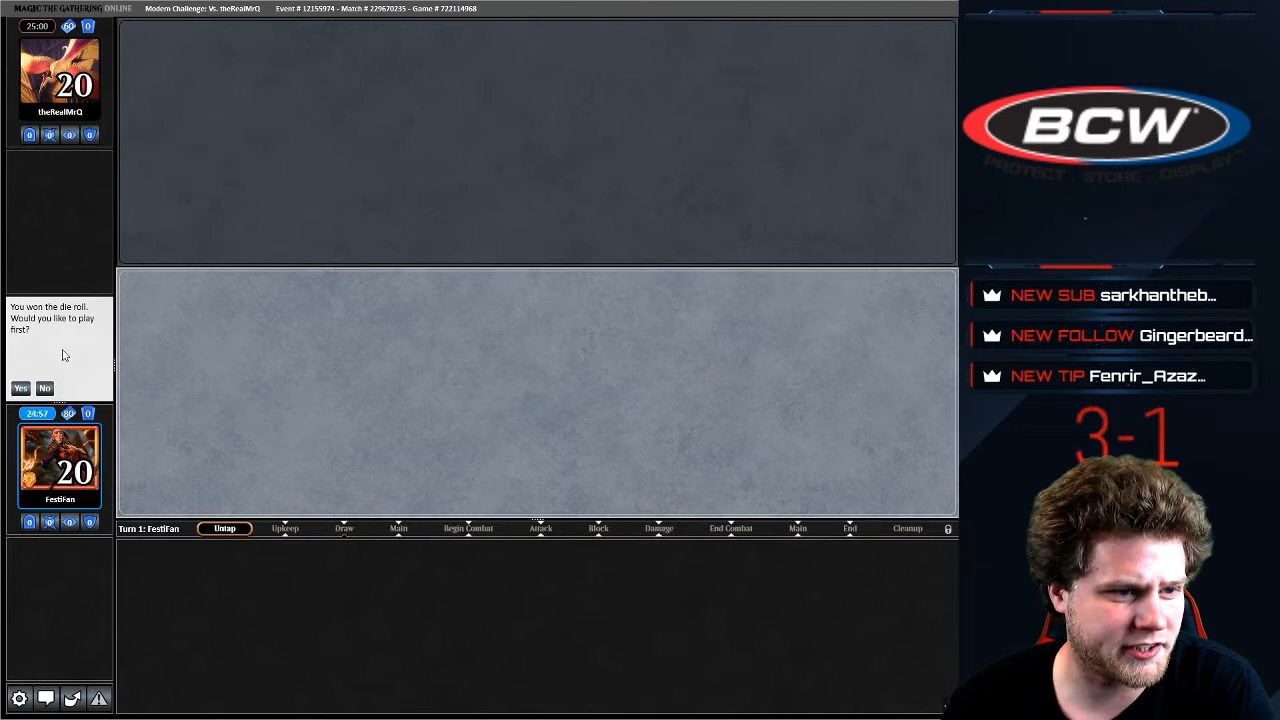 MAGIC THE GATHERING ONLINE
Modern Challenge: Vs. theRealMrQ
Event # 12155974 - Match # 229670235 - Game # 722114968
25:00
60
0
20
theRealMrQ
0 0 0 0
BCW
PROTECT . STORE . DISPLAY
You won the die roll.
Would you like to play
first?
Yes
No
NEW SUB sarkhantheb...
NEW FOLLOW Gingerbeard...
NEW TIP Fenrir_Azaz...
3-1
24:57
80
0
20
FestiFan
0 0 0 0
Turn 1: FestiFan
Untap
Upkeep
Draw
Main
Begin Combat
Attack
Block
Damage
End Combat
Main
End
Cleanup